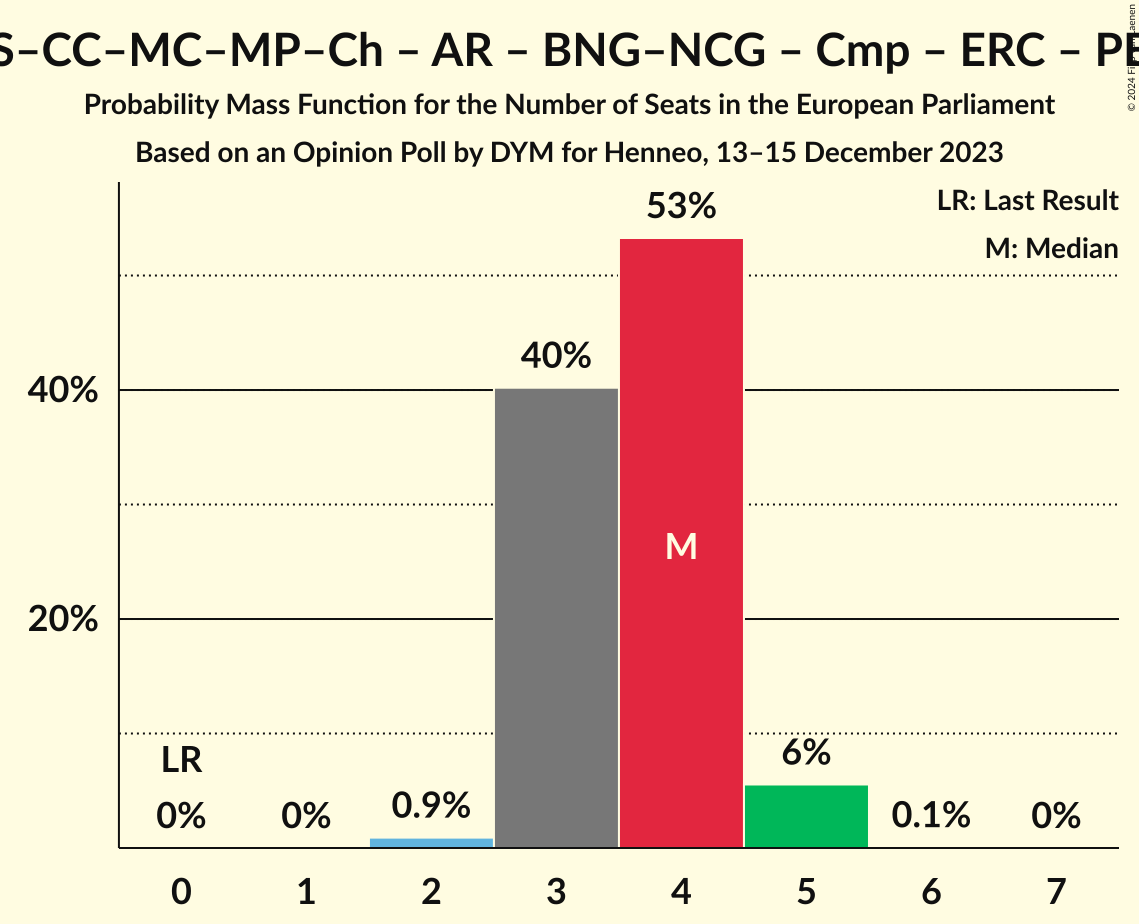 S–CC–MC–MP–Ch – AR – BNG–NCG – Cmp – ERC – PE
Probability Mass Function for the Number of Seats in the European Parliament
Based on an Opinion Poll by DYM for Henneo, 13–15 December 2023
LR: Last Result
M: Median
53%
40%
40%
M
20%
LR
6%
0% 0% 0.9% 0.1% 0%
0 1 2 3 4 5 6 7
© 2024